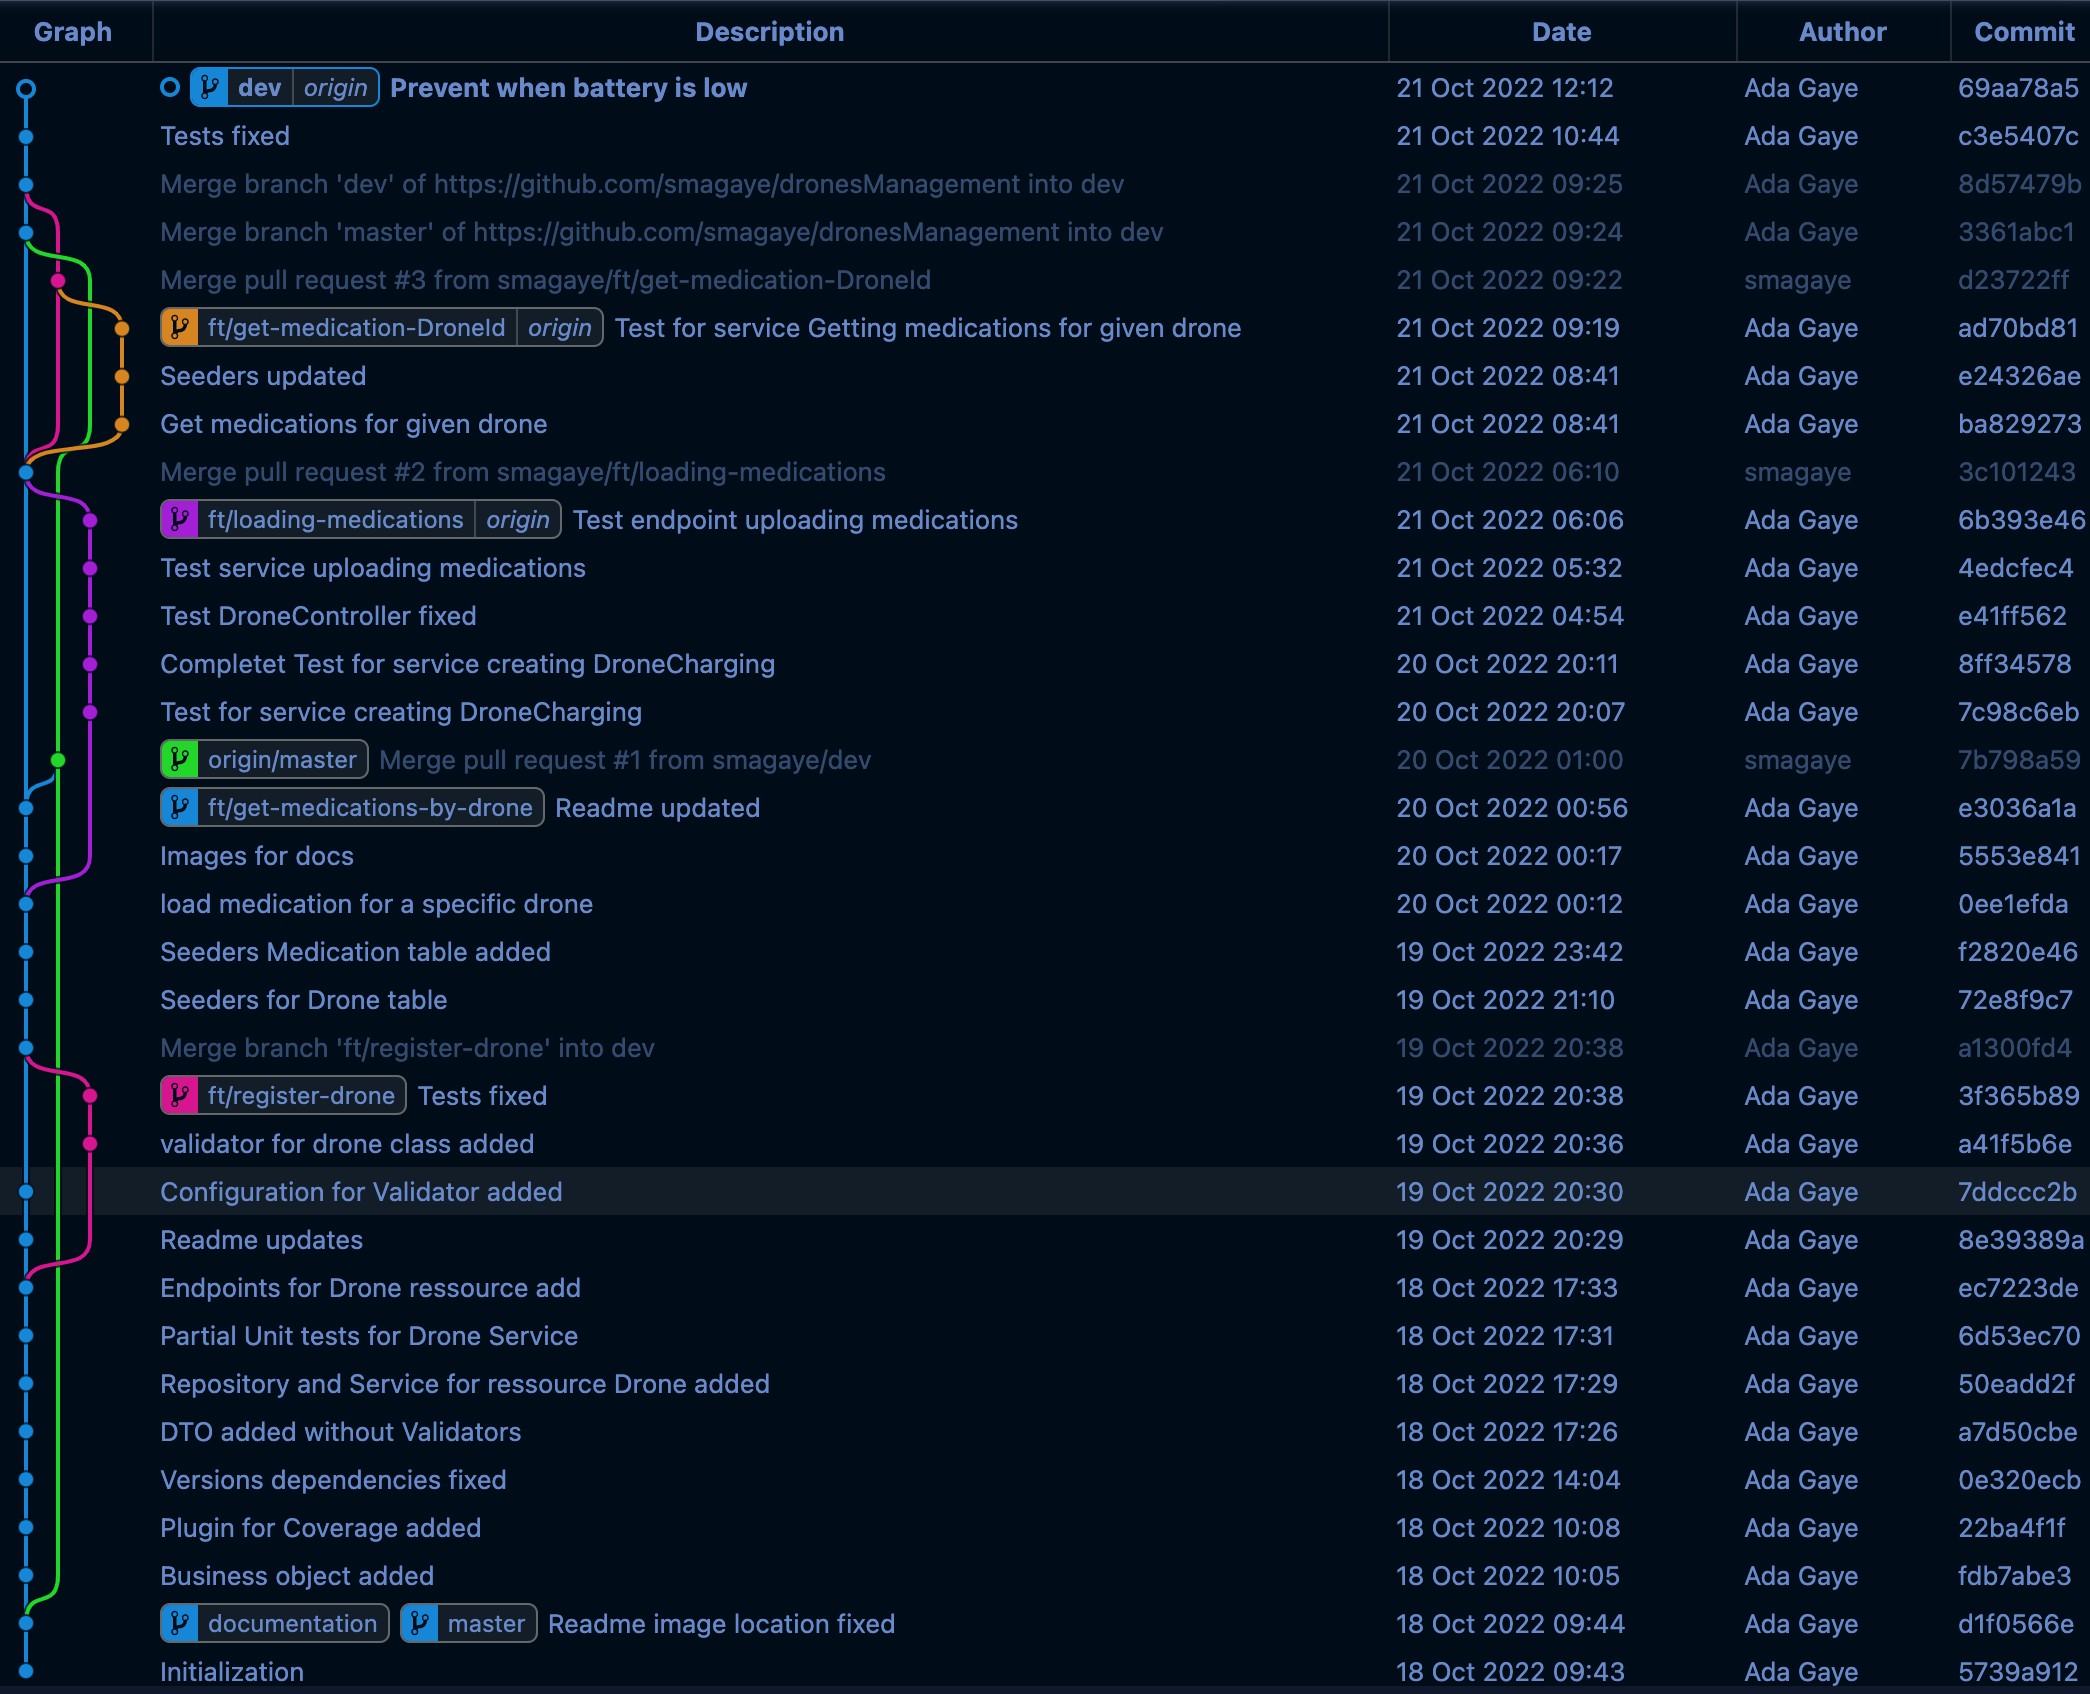 Graph Description Date Author Commit
dev origin Prevent when battery is low 21 Oct 2022 12:12 Ada Gaye 69aa78a5
Tests fixed 21 Oct 2022 10:44 Ada Gaye c3e5407c
Merge branch 'dev' of https://github.com/smagaye/dronesManagement into dev 21 Oct 2022 09:25 Ada Gaye 8d57479b
Merge branch 'master' of https://github.com/smagaye/dronesManagement into dev 21 Oct 2022 09:24 Ada Gaye 3361abc1
Merge pull request #3 from smagaye/ft/get-medication-DroneId 21 Oct 2022 09:22 smagaye d23722ff
ft/get-medication-DroneId origin Test for service Getting medications for given drone 21 Oct 2022 09:19 Ada Gaye ad70bd81
Seeders updated 21 Oct 2022 08:41 Ada Gaye e24326ae
Get medications for given drone 21 Oct 2022 08:41 Ada Gaye ba829273
Merge pull request #2 from smagaye/ft/loading-medications 21 Oct 2022 06:10 smagaye 3c101243
ft/loading-medications origin Test endpoint uploading medications 21 Oct 2022 06:06 Ada Gaye 6b393e46
Test service uploading medications 21 Oct 2022 05:32 Ada Gaye 4edcfec4
Test DroneController fixed 21 Oct 2022 04:54 Ada Gaye e41ff562
Completet Test for service creating DroneCharging 20 Oct 2022 20:11 Ada Gaye 8ff34578
Test for service creating DroneCharging 20 Oct 2022 20:07 Ada Gaye 7c98c6eb
origin/master Merge pull request #1 from smagaye/dev 20 Oct 2022 01:00 smagaye 7b798a59
ft/get-medications-by-drone Readme updated 20 Oct 2022 00:56 Ada Gaye e3036a1a
Images for docs 20 Oct 2022 00:17 Ada Gaye 5553e841
load medication for a specific drone 20 Oct 2022 00:12 Ada Gaye 0ee1efda
Seeders Medication table added 19 Oct 2022 23:42 Ada Gaye f2820e46
Seeders for Drone table 19 Oct 2022 21:10 Ada Gaye 72e8f9c7
Merge branch 'ft/register-drone' into dev 19 Oct 2022 20:38 Ada Gaye a1300fd4
ft/register-drone Tests fixed 19 Oct 2022 20:38 Ada Gaye 3f365b89
validator for drone class added 19 Oct 2022 20:36 Ada Gaye a41f5b6e
Configuration for Validator added 19 Oct 2022 20:30 Ada Gaye 7ddccc2b
Readme updates 19 Oct 2022 20:29 Ada Gaye 8e39389a
Endpoints for Drone ressource add 18 Oct 2022 17:33 Ada Gaye ec7223de
Partial Unit tests for Drone Service 18 Oct 2022 17:31 Ada Gaye 6d53ec70
Repository and Service for ressource Drone added 18 Oct 2022 17:29 Ada Gaye 50eadd2f
DTO added without Validators 18 Oct 2022 17:26 Ada Gaye a7d50cbe
Versions dependencies fixed 18 Oct 2022 14:04 Ada Gaye 0e320ecb
Plugin for Coverage added 18 Oct 2022 10:08 Ada Gaye 22ba4f1f
Business object added 18 Oct 2022 10:05 Ada Gaye fdb7abe3
documentation master Readme image location fixed 18 Oct 2022 09:44 Ada Gaye d1f0566e
Initialization 18 Oct 2022 09:43 Ada Gaye 5739a912